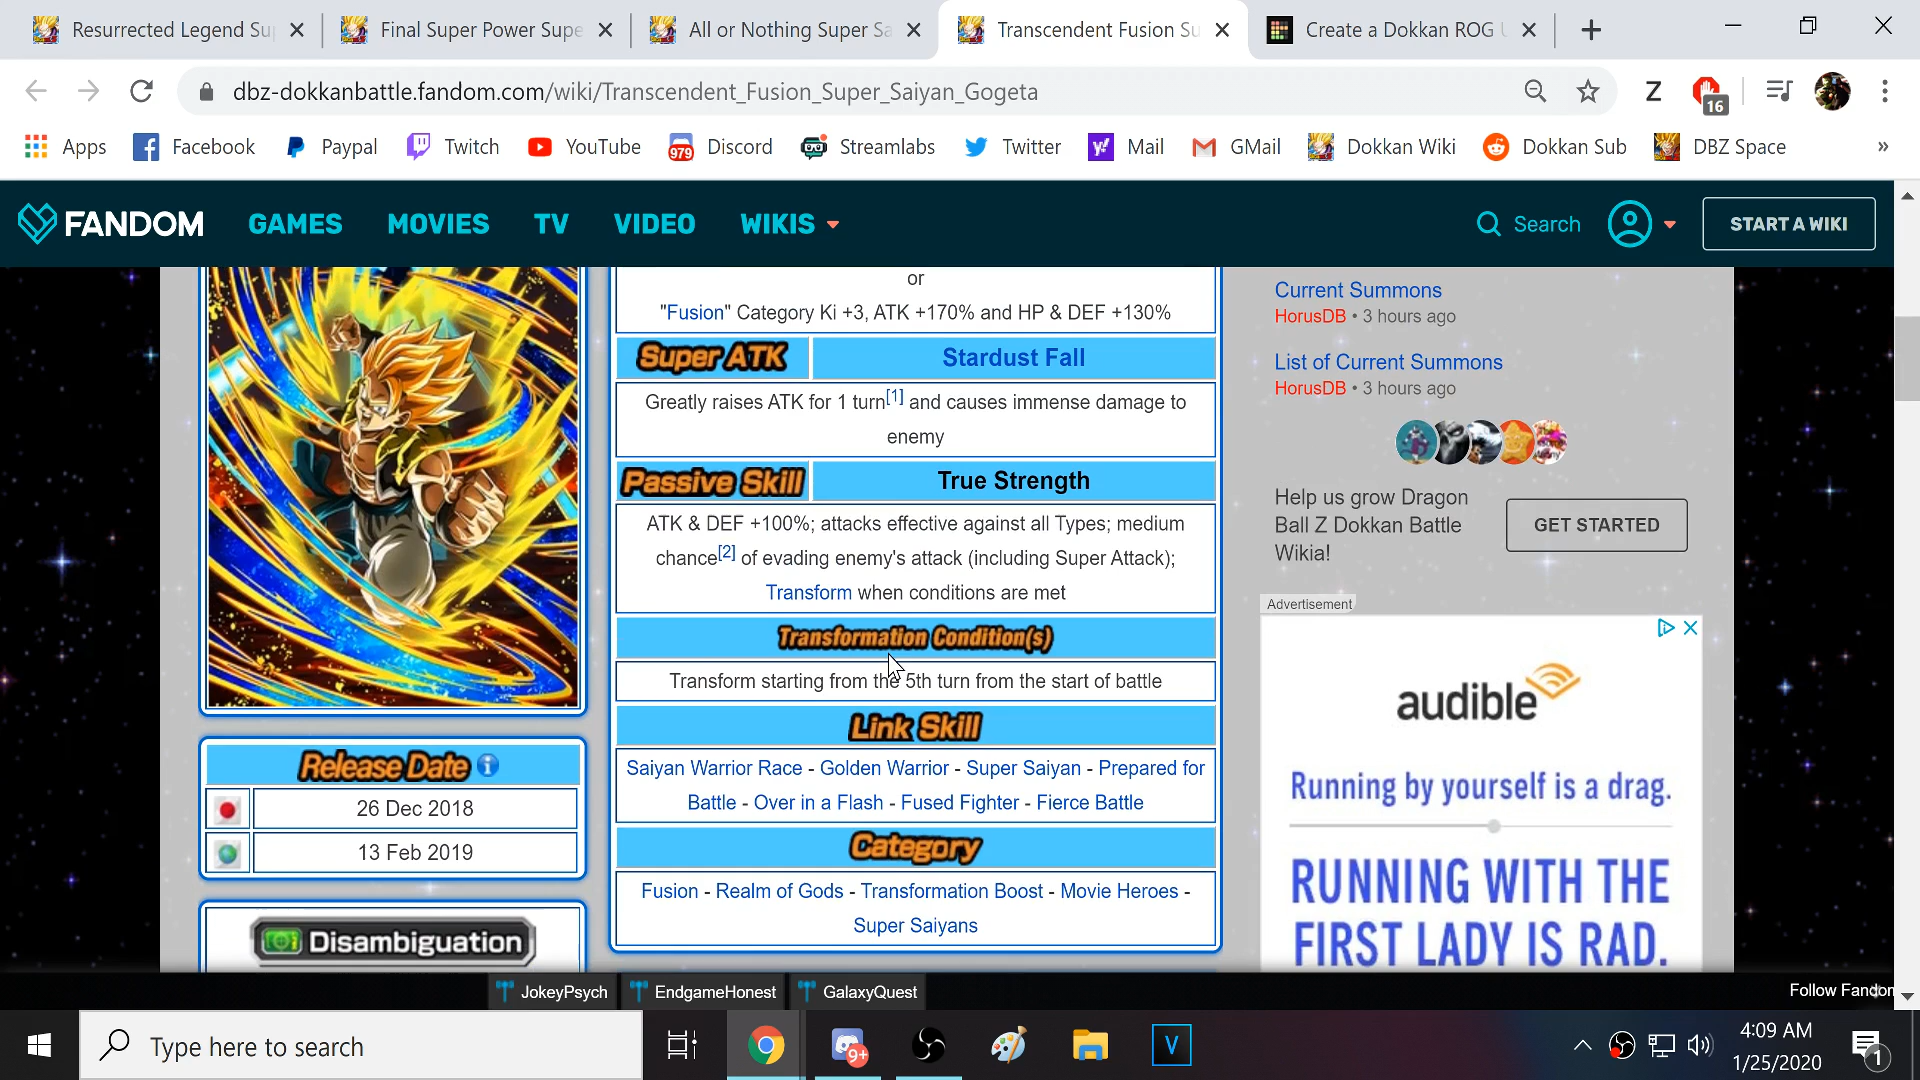 Resurrected Legend Su
Final Super Power Supe
All or Nothing Super Sa
Transcendent Fusion Su
Create a Dokkan ROG U
dbz-dokkanbattle.fandom.com/wiki/Transcendent_Fusion_Super_Saiyan_Gogeta
Z
16
Apps
Facebook
Paypal
Twitch
YouTube
979
Discord
Streamlabs
Twitter
Mail
GMail
Dokkan Wiki
Dokkan Sub
DBZ Space
»
FANDOM
GAMES
MOVIES
TV
VIDEO
WIKIS
Search
START A WIKI
or
"Fusion" Category Ki +3, ATK +170% and HP & DEF +130%
Super ATK
Stardust Fall
Greatly raises ATK for 1 turn[1] and causes immense damage to
enemy
Passive Skill
True Strength
ATK & DEF +100%; attacks effective against all Types; medium
chance[2] of evading enemy's attack (including Super Attack);
Transform when conditions are met
Transformation Condition(s)
Transform starting from the 5th turn from the start of battle
Link Skill
Saiyan Warrior Race - Golden Warrior - Super Saiyan - Prepared for
Battle - Over in a Flash - Fused Fighter - Fierce Battle
Category
Fusion - Realm of Gods - Transformation Boost - Movie Heroes -
Super Saiyans
Release Date
26 Dec 2018
13 Feb 2019
Disambiguation
Current Summons
HorusDB • 3 hours ago
List of Current Summons
HorusDB • 3 hours ago
Help us grow Dragon
Ball Z Dokkan Battle
Wikia!
GET STARTED
Advertisement
audible
Running by yourself is a drag.
RUNNING WITH THE
FIRST LADY IS RAD.
JokeyPsych
EndgameHonest
GalaxyQuest
Follow Fandom
Type here to search
9+
V
4:09 AM
1/25/2020
1